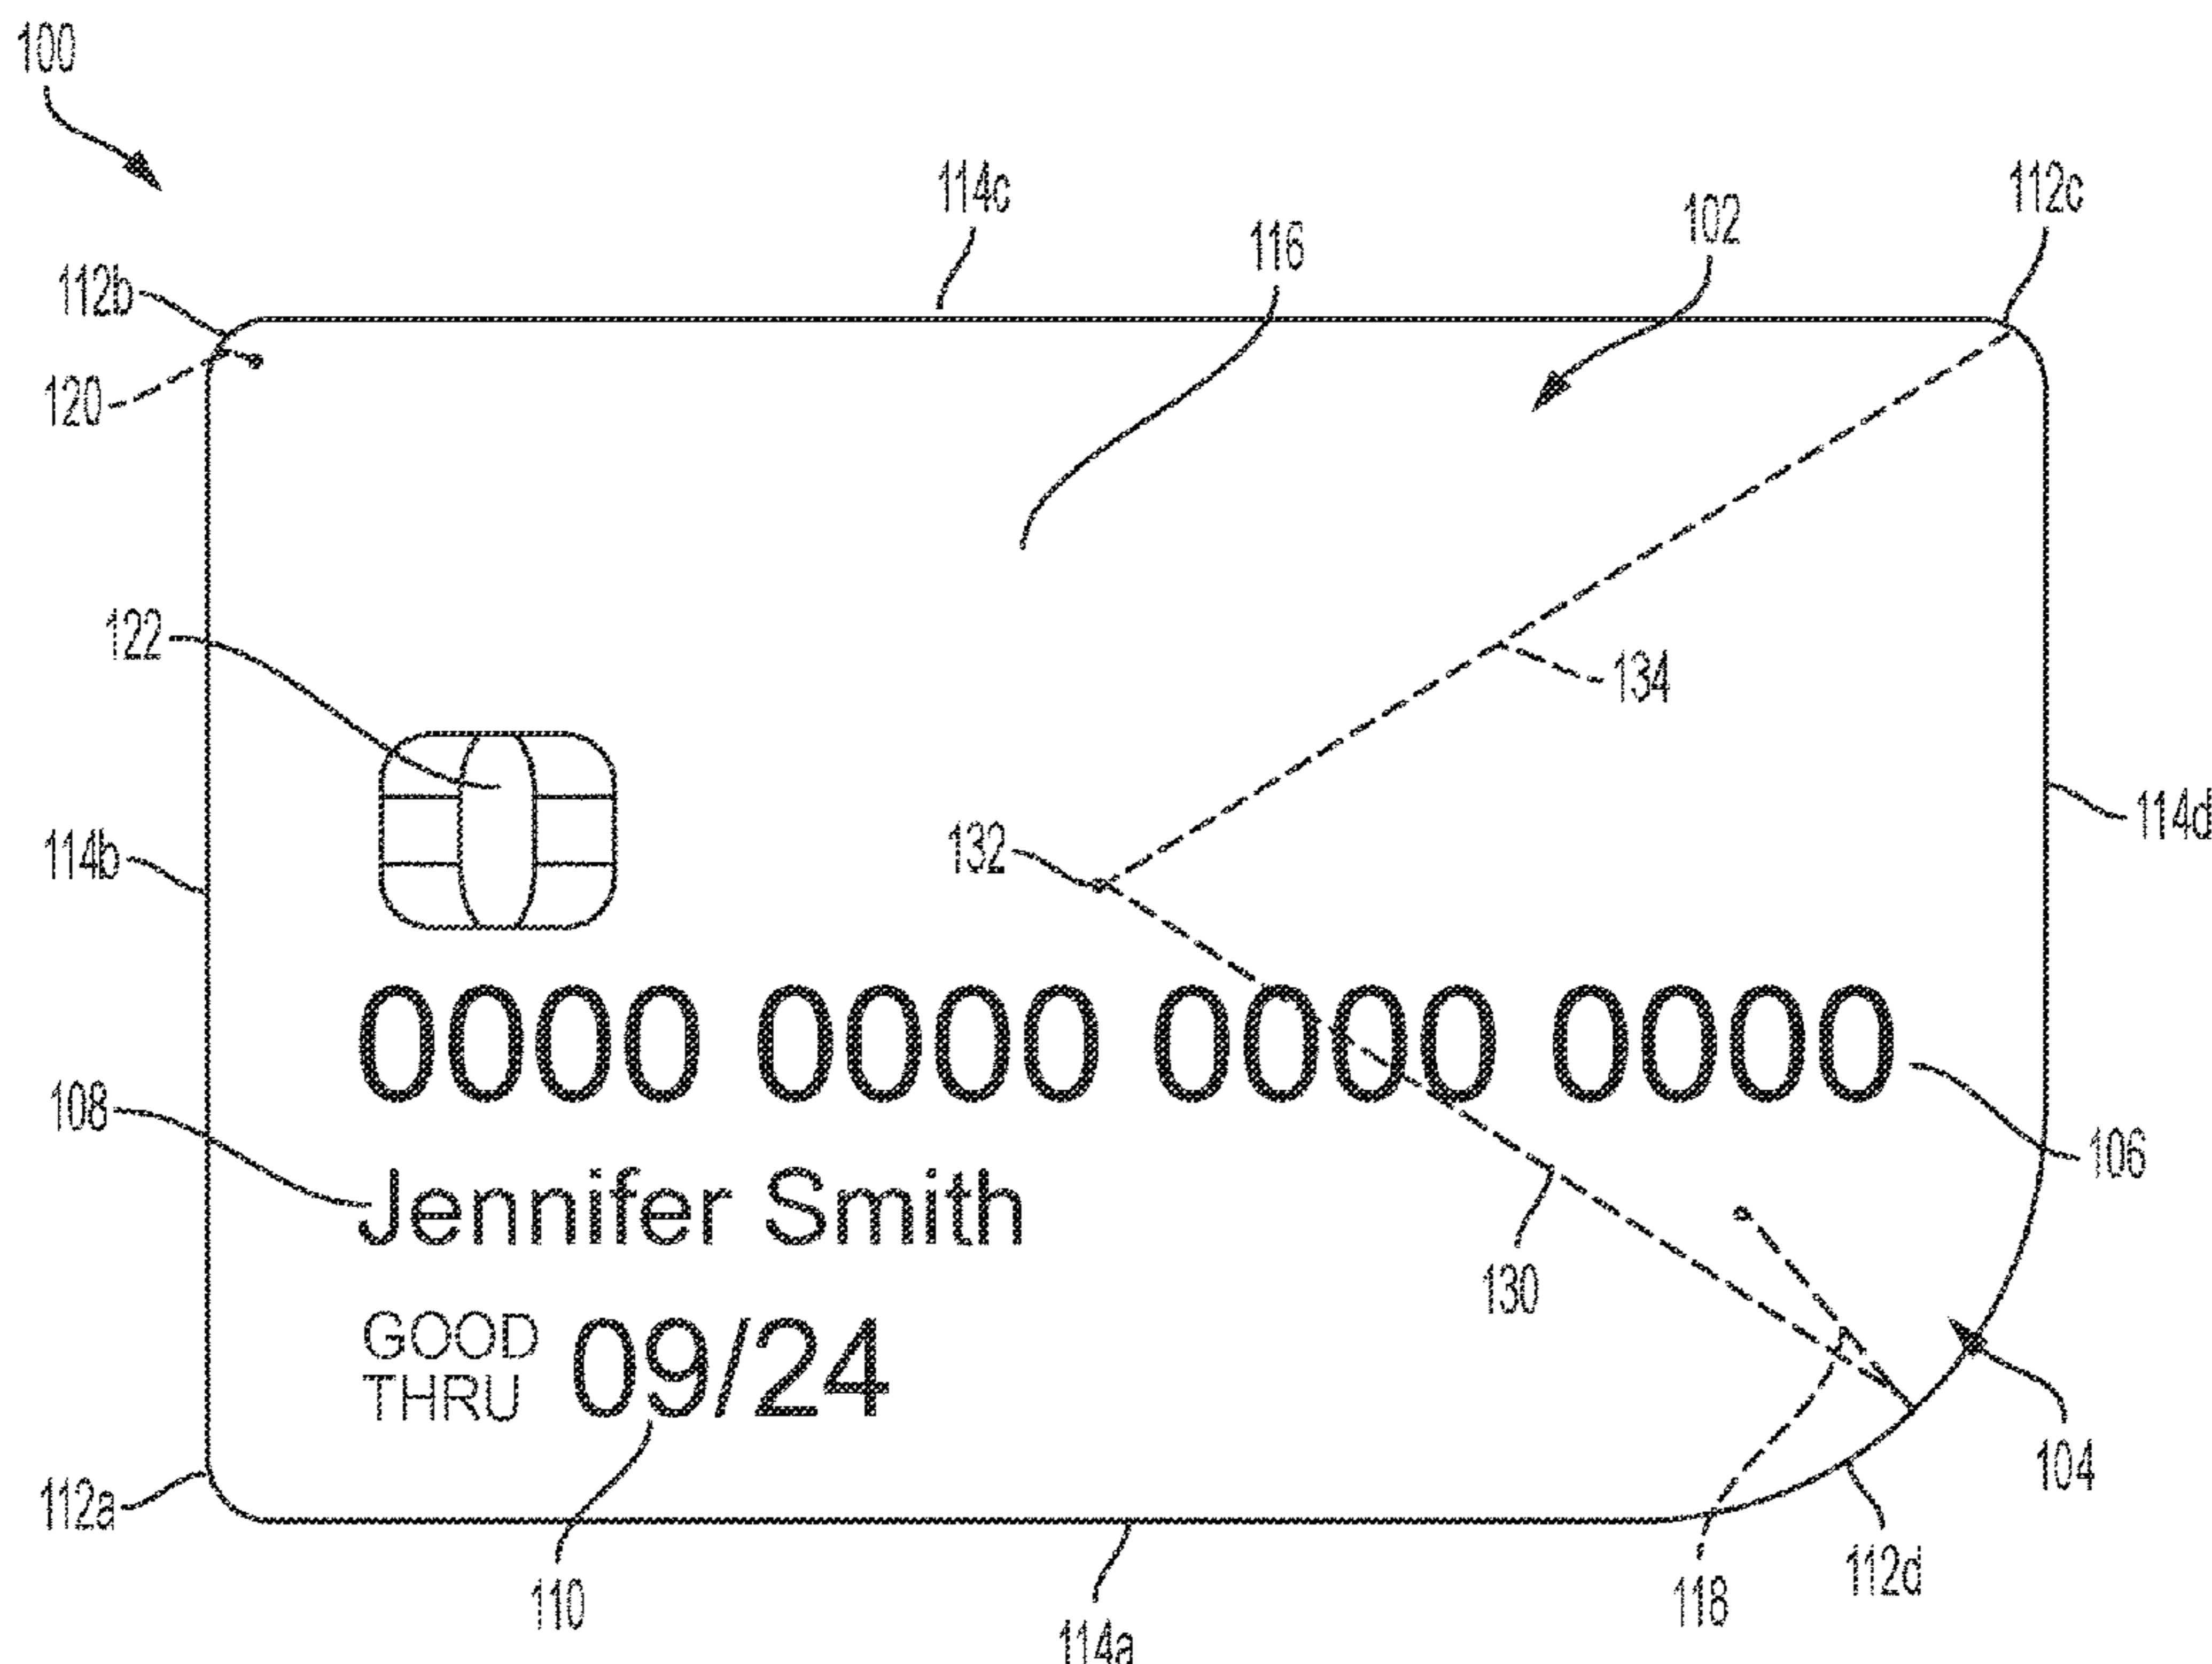 100
114c
116
102
112c
112b
120
122
134
114b
132
114d
0000 0000 0000 0000
108
106
Jennifer Smith
130
GOOD
THRU 09/24
104
112a
110
114a
118
112d